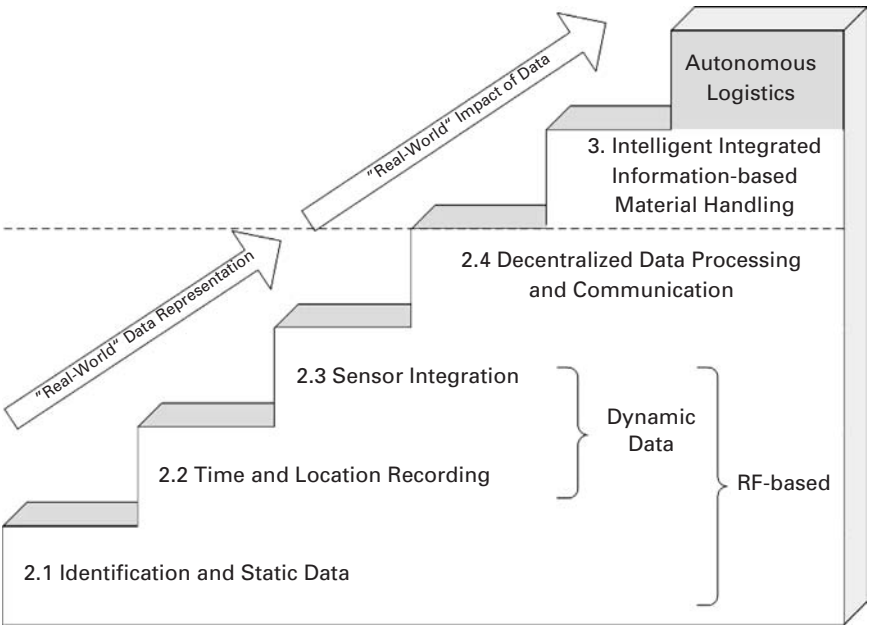 Autonomous
Logistics
"Real-World" Impact of Data
3. Intelligent Integrated
Information-based
Material Handling
"Real-World" Data Representation
2.4 Decentralized Data Processing
and Communication
2.3 Sensor Integration
Dynamic
Data
2.2 Time and Location Recording
RF-based
2.1 Identification and Static Data